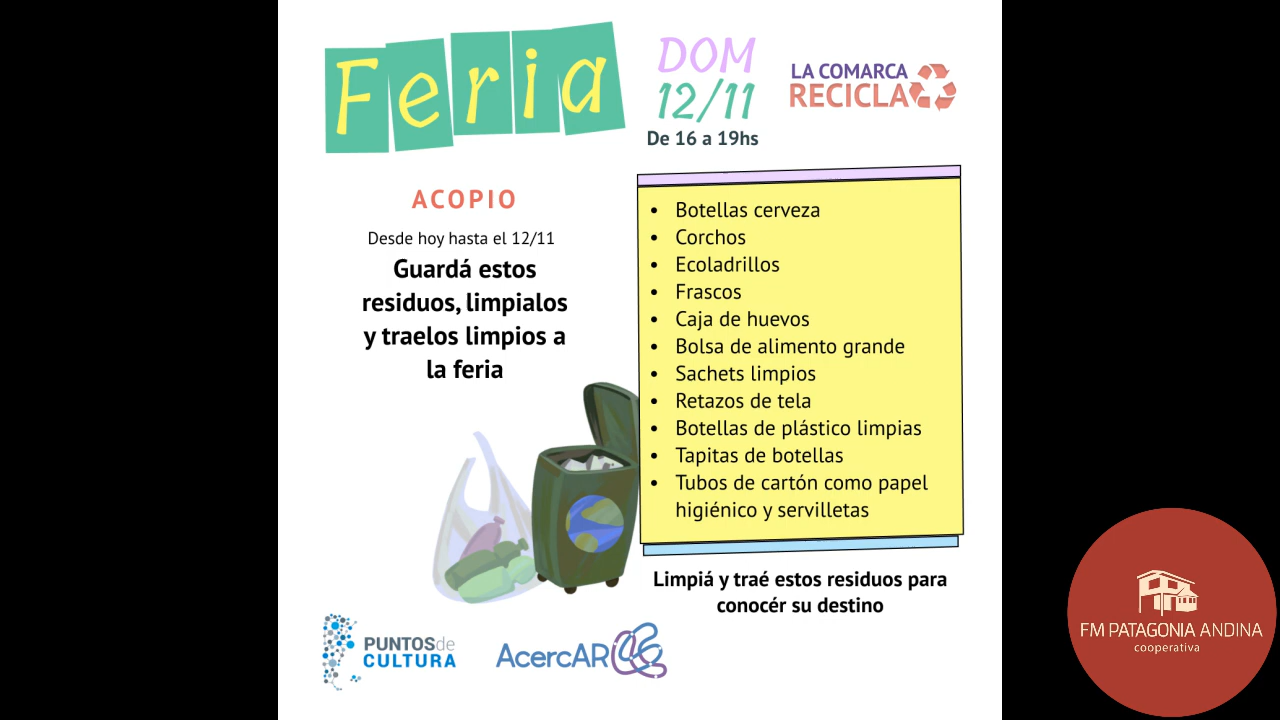 Feria
DOM
12/11
De 16 a 19hs
LA COMARCA
RECICLA
ACOPIO
Desde hoy hasta el 12/11
Guardá estos
residuos, limpialos
y traelos limpios a
la feria
• Botellas cerveza
• Corchos
• Ecoladrillos
• Frascos
• Caja de huevos
• Bolsa de alimento grande
• Sachets limpios
• Retazos de tela
• Botellas de plástico limpias
• Tapitas de botellas
• Tubos de cartón como papel
higiénico y servilletas
Limpiá y traé estos residuos para
conocér su destino
PUNTOSde
CULTURA
AcercAR
FM PATAGONIA ANDINA
cooperativa